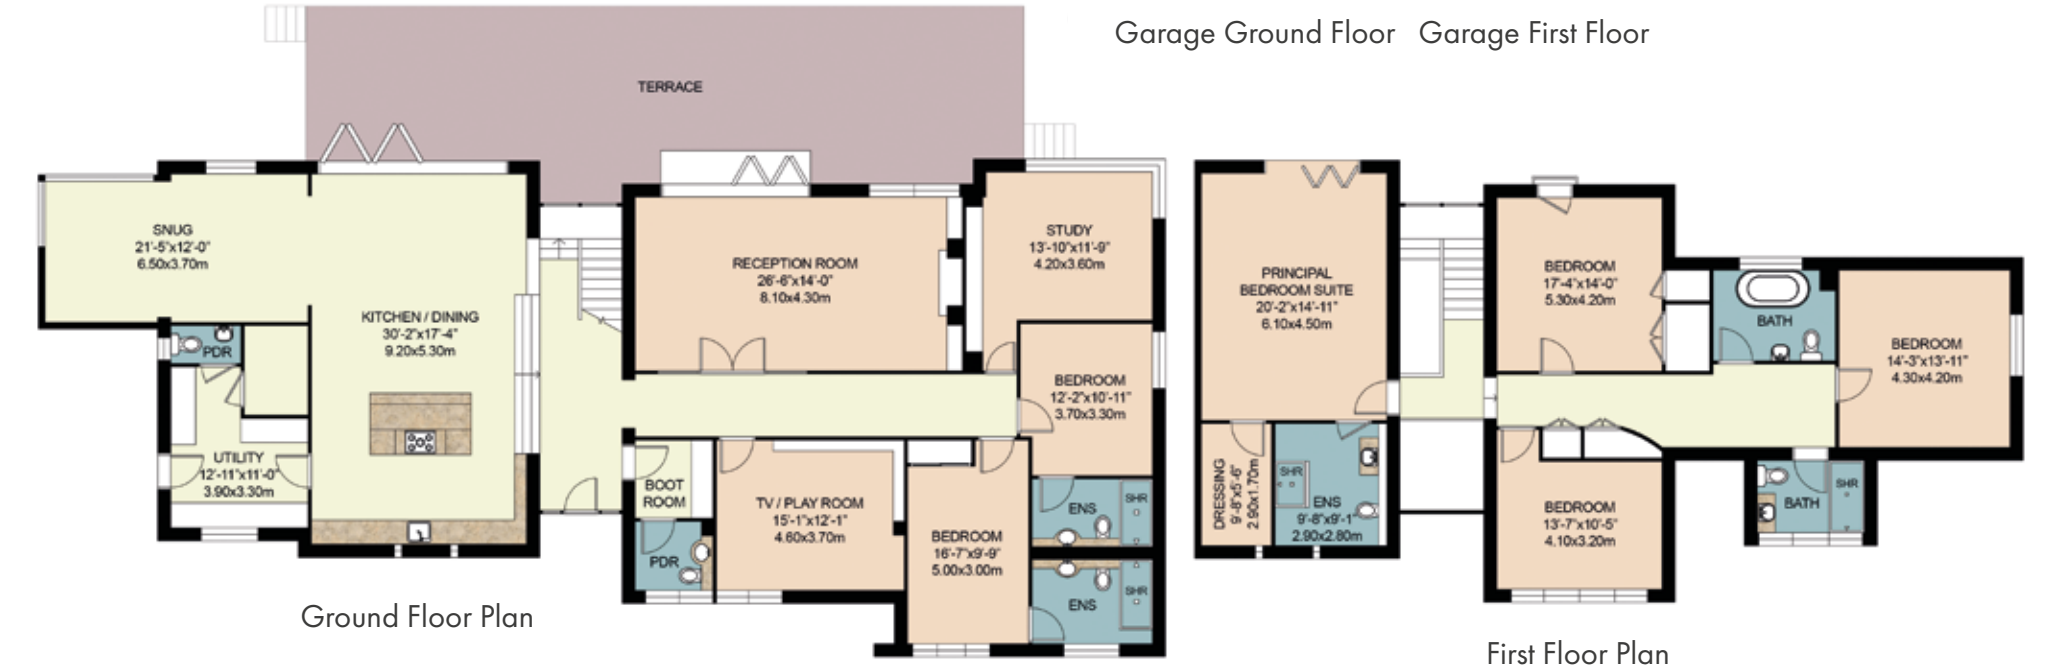 Garage Ground Floor
Garage First Floor
TERRACE
SNUG
21'-5"x12'-0"
6.50x3.70m
KITCHEN / DINING
30'-2"x17'-4"
9.20x5.30m
PDR
UTILITY
12'-11"x11'-0"
3.90x3.30m
RECEPTION ROOM
26'-6"x14'-0"
8.10x4.30m
STUDY
13'-10"x11'-9"
4.20x3.60m
BEDROOM
12'-2"x10'-11"
3.70x3.30m
BOOT
ROOM
PDR
TV / PLAY ROOM
15'-1"x12'-1"
4.60x3.70m
BEDROOM
16'-7"x9'-9"
5.00x3.00m
ENS
SHR
ENS
SHR
Ground Floor Plan
PRINCIPAL
BEDROOM SUITE
20'-2"x14'-11"
6.10x4.50m
DRESSING
9'-8"x5'-6"
2.90x1.70m
SHR
ENS
9'-8"x9'-1"
2.90x2.80m
BEDROOM
17'-4"x14'-0"
5.30x4.20m
BATH
BEDROOM
14'-3"x13'-11"
4.30x4.20m
BEDROOM
13'-7"x10'-5"
4.10x3.20m
BATH
SHR
First Floor Plan